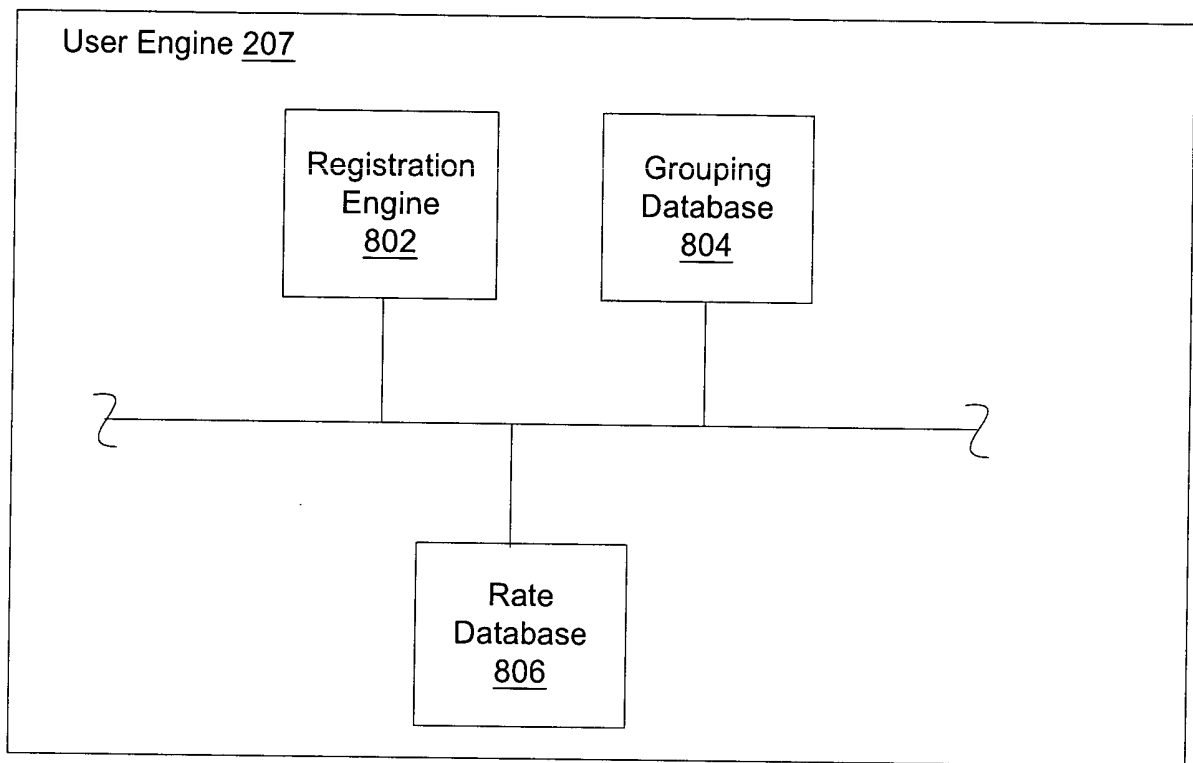 User Engine 207
Registration
Engine
802
Grouping
Database
804
Rate
Database
806